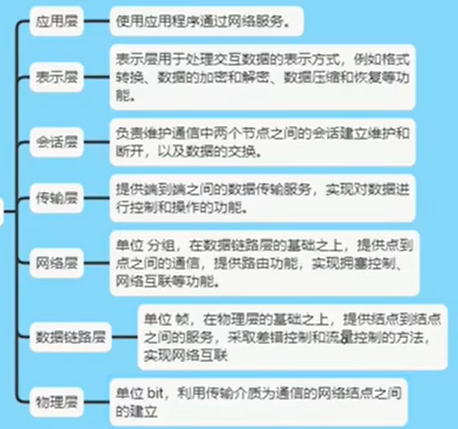 应用层
使用应用程序通过网络服务。
表示层
表示层用于处理交互数据的表示方式，例如格式
转换、数据的加密和解密、数据压缩和恢复等功
能。
会话层
负责维护通信中两个节点之间的会话建立维护和
断开，以及数据的交换。
传输层
提供端到端之间的数据传输服务，实现对数据进
行控制和操作的功能。
网络层
单位 分组，在数据链路层的基础之上，提供点到
点之间的通信，提供路由功能，实现拥塞控制、
网络互联等功能。
数据链路层
单位 帧，在物理层的基础之上，提供结点到结点
之间的服务，采取差错控制和流量控制的方法，
实现网络互联
物理层
单位 bit，利用传输介质为通信的网络结点之间
的建立